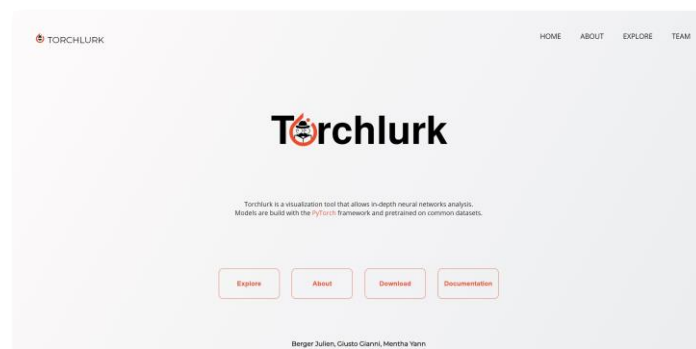 TORCHLURK HOME ABOUT EXPLORE TEAM
Torchlurk
Torchlurk is a visualization tool that allows in-depth neural networks analysis.
Models are build with the PyTorch framework and pretrained on common datasets.
Explore About Download Documentation
Berger Julien, Giusto Gianni, Mentha Yann